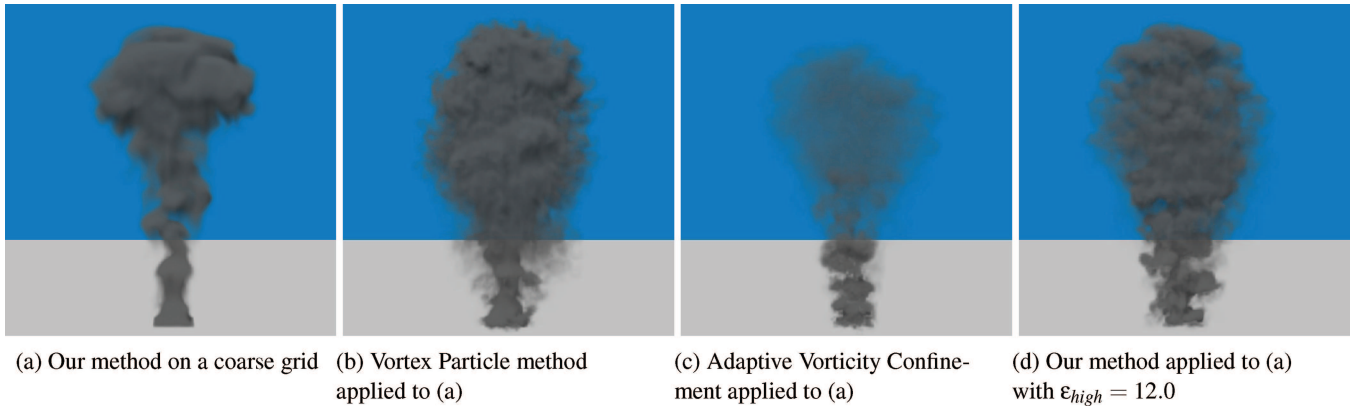 (a) Our method on a coarse grid
(b) Vortex Particle method
applied to (a)
(c) Adaptive Vorticity Confine-
ment applied to (a)
(d) Our method applied to (a)
with ε_high = 12.0